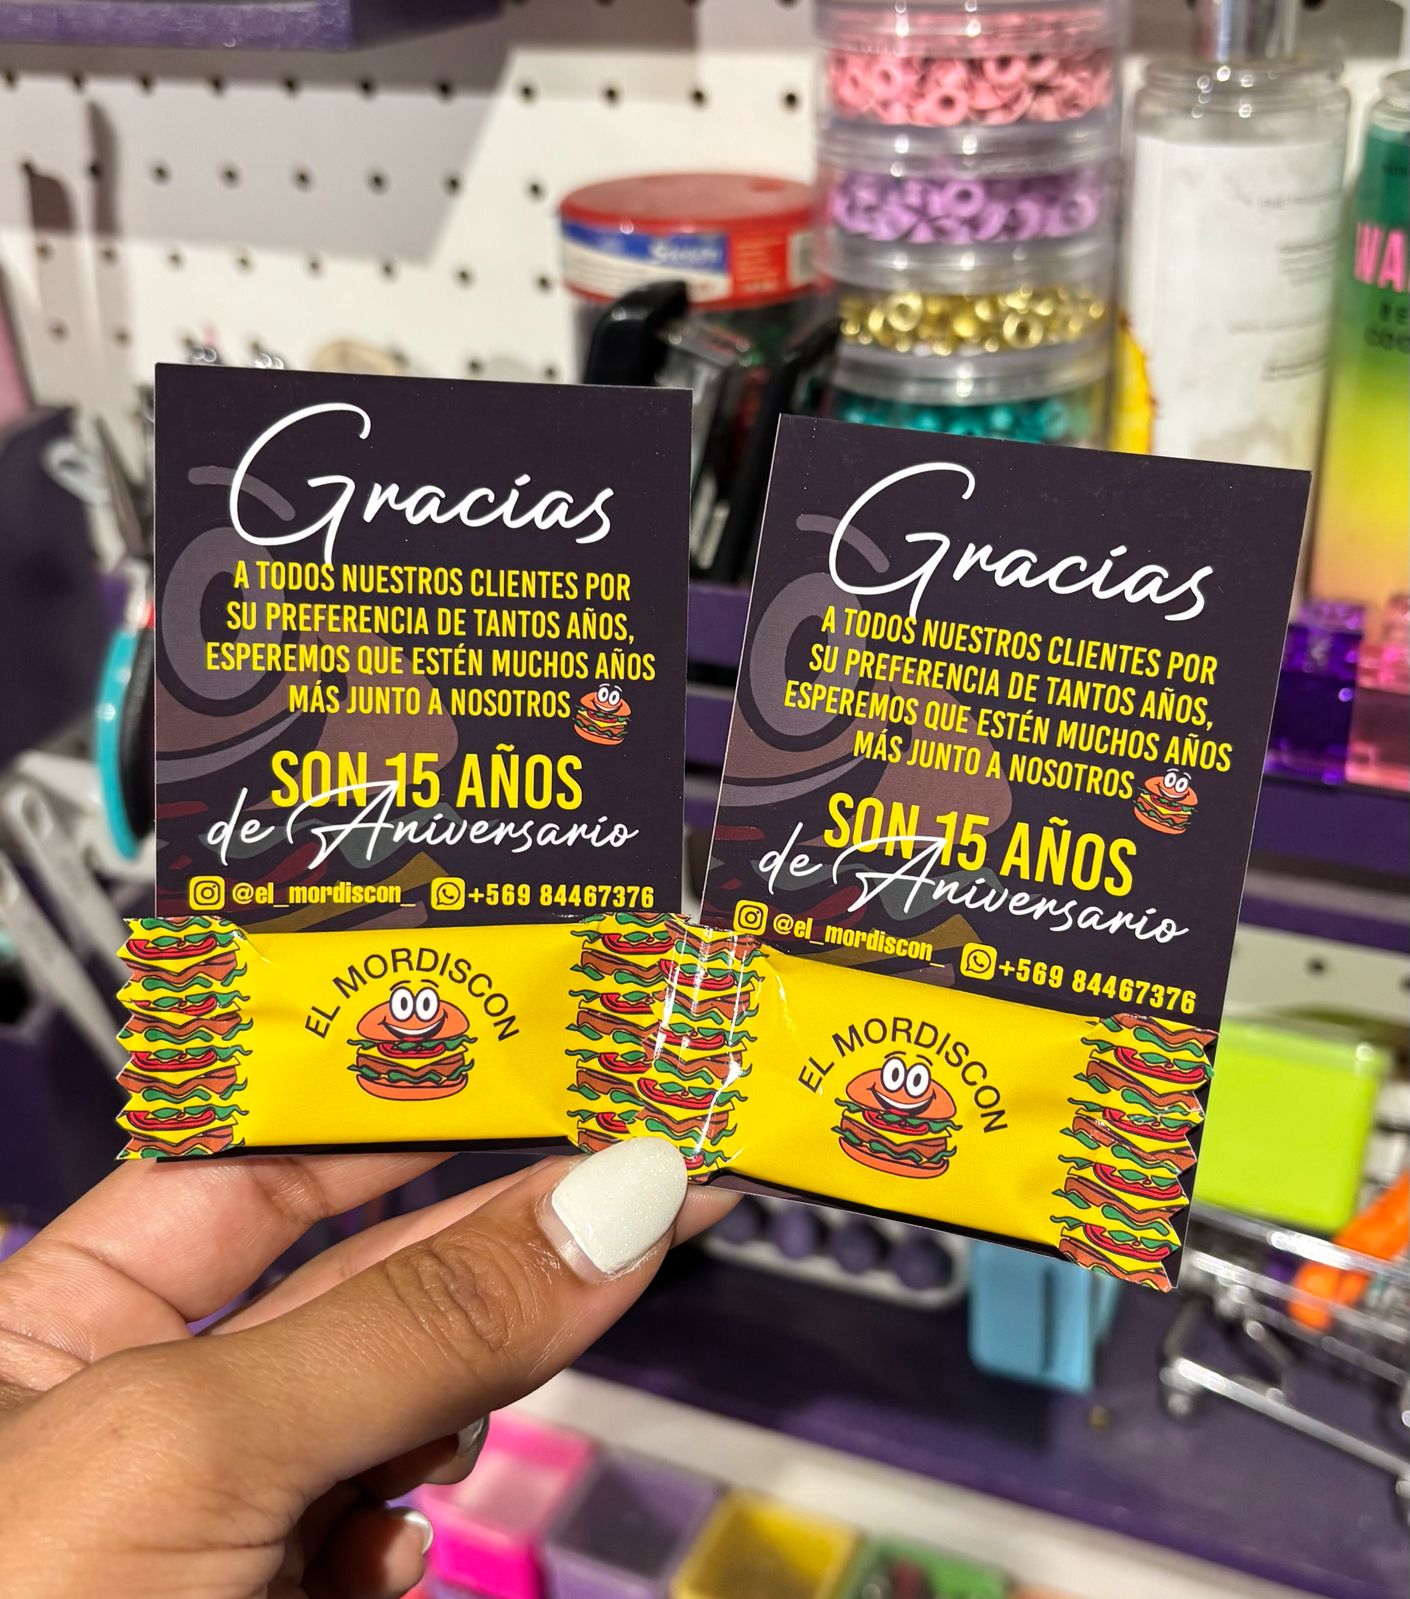 Gracias
A TODOS NUESTROS CLIENTES POR
SU PREFERENCIA DE TANTOS AÑOS,
ESPEREMOS QUE ESTÉN MUCHOS AÑOS
MÁS JUNTO A NOSOTROS
SON 15 AÑOS
de Aniversario
@el_mordiscon_ +569 84467376
EL MORDISCON
Gracias
A TODOS NUESTROS CLIENTES POR
SU PREFERENCIA DE TANTOS AÑOS,
ESPEREMOS QUE ESTÉN MUCHOS AÑOS
MÁS JUNTO A NOSOTROS
SON 15 AÑOS
de Aniversario
@el_mordiscon_ +569 84467376
EL MORDISCON